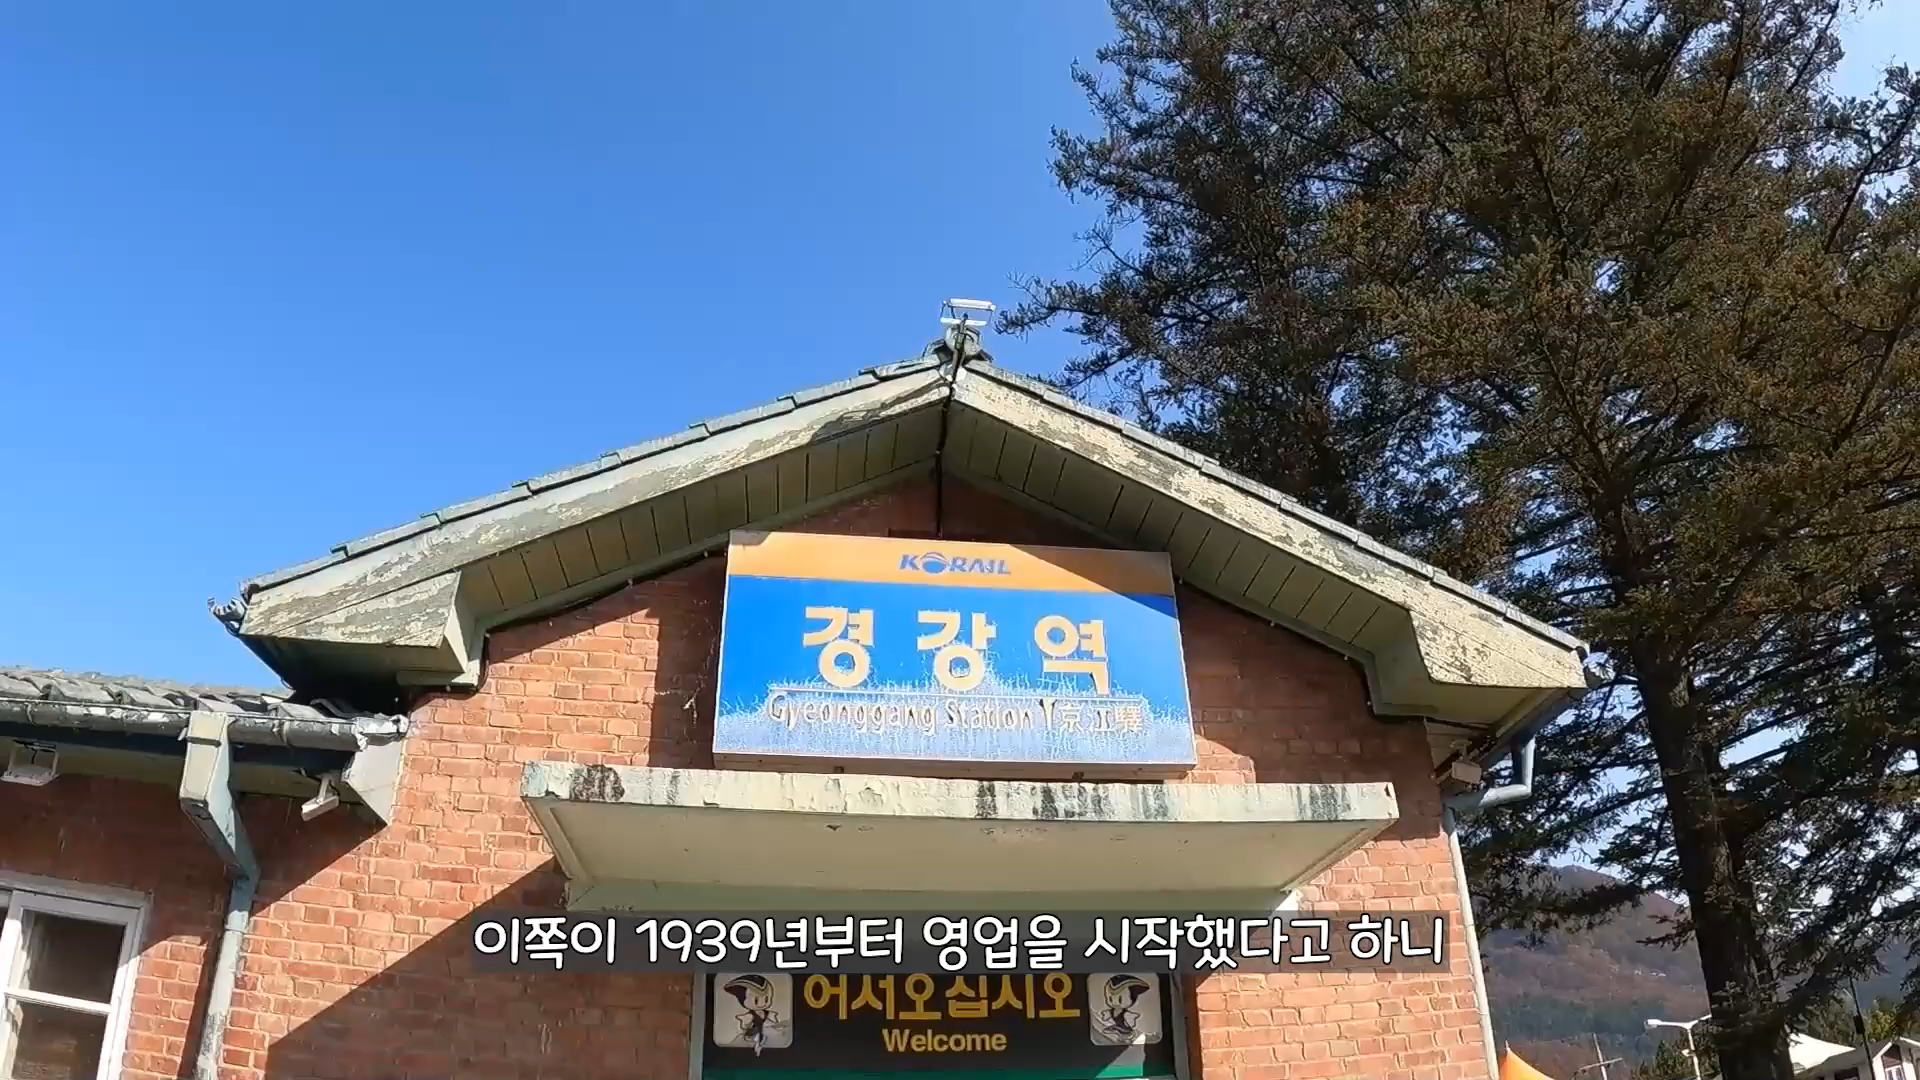 KORAIL
경강역
Gyeonggang Station 京江驛
이쪽이 1939년부터 영업을 시작했다고 하니
어서오십시오
Welcome